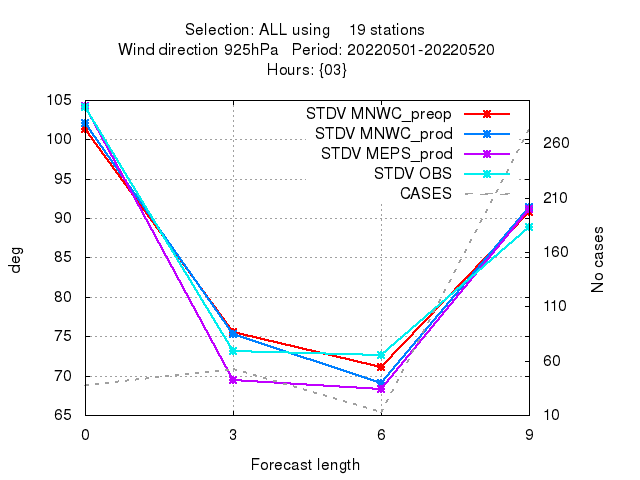 Selection: ALL using 19 stations
Wind direction 925hPa Period: 20220501-20220520
Hours: {03}
105
100
95
90
85
80
75
70
65
deg
STDV MNWC_preop
STDV MNWC_prod
STDV MEPS_prod
STDV OBS
CASES
260
210
160
110
60
10
No cases
0 3 6 9
Forecast length